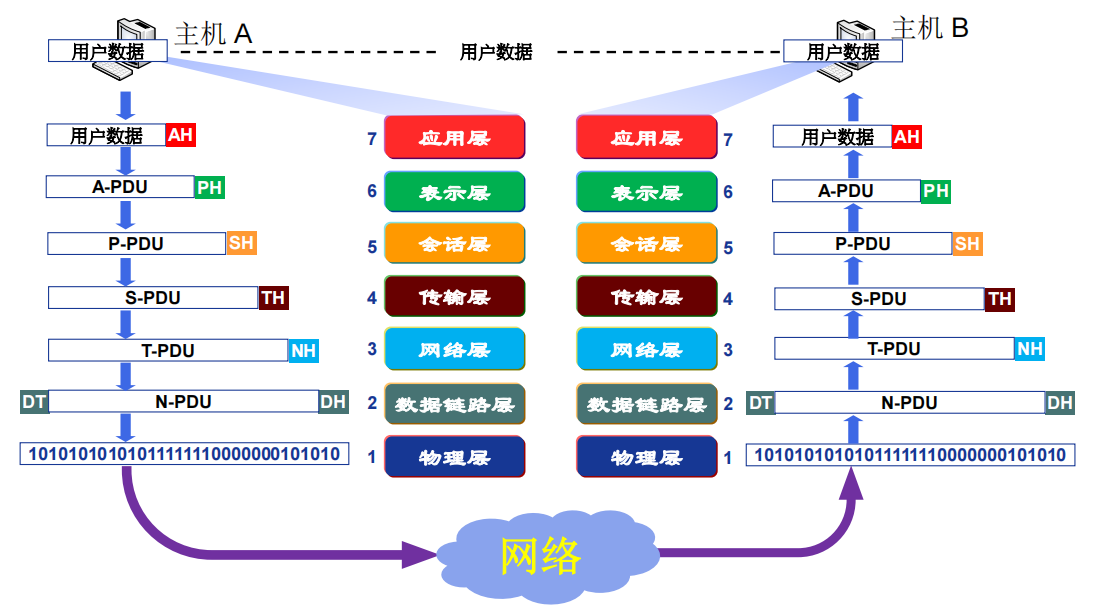 主机 A
用户数据
用户数据
主机 B
用户数据
用户数据 AH
7 应用层
应用层 7
用户数据 AH
A-PDU PH
6 表示层
表示层 6
A-PDU PH
P-PDU SH
5 会话层
会话层 5
P-PDU SH
S-PDU TH
4 传输层
传输层 4
S-PDU TH
T-PDU NH
3 网络层
网络层 3
T-PDU NH
DT N-PDU DH
2 数据链路层
数据链路层 2
DT N-PDU DH
1010101010101111110000000101010
1 物理层
物理层 1
1010101010101111110000000101010
网络